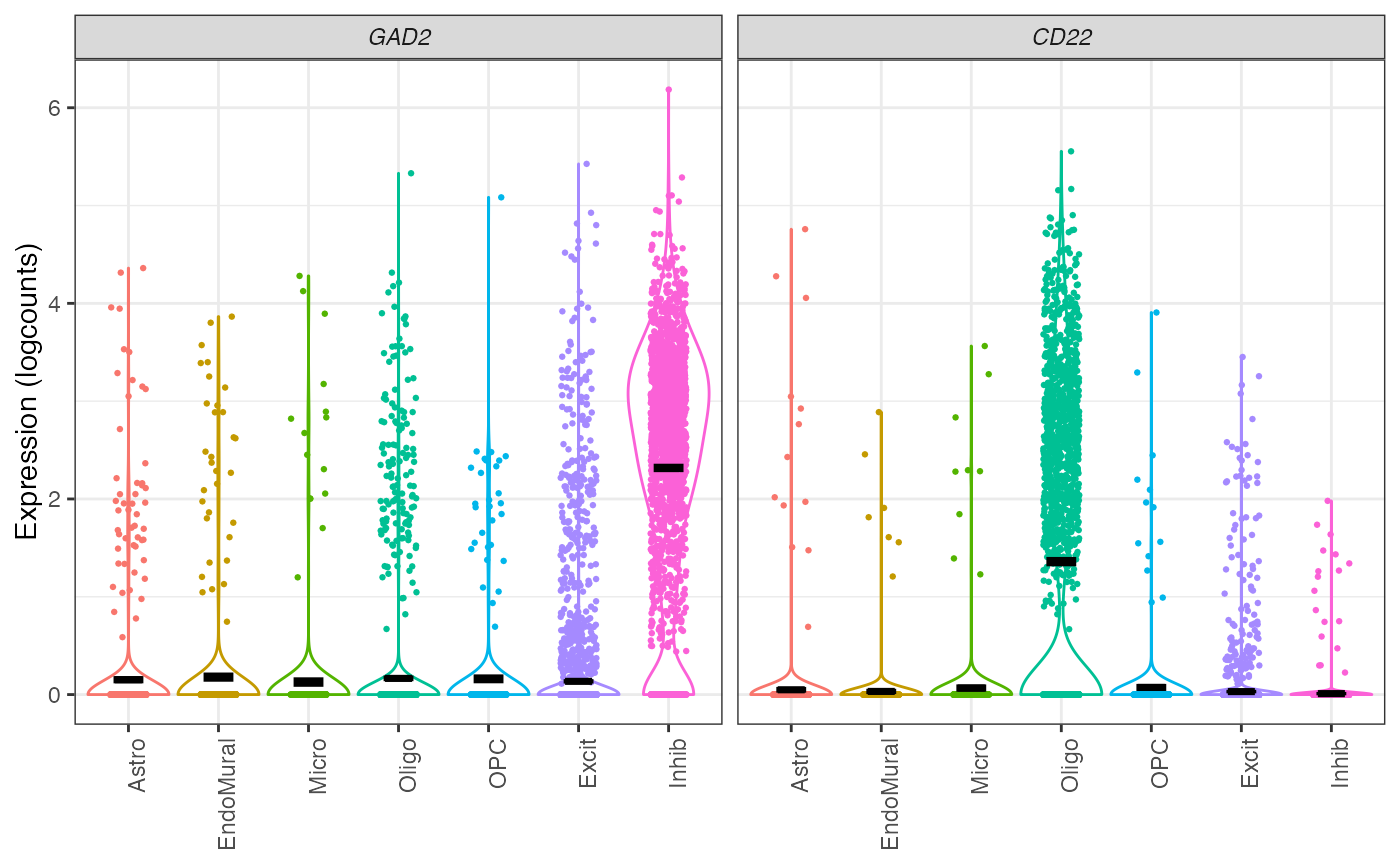 GAD2
CD22
Expression (logcounts)
6
4
2
0
Astro
EndoMural
Micro
Oligo
OPC
Excit
Inhib
Astro
EndoMural
Micro
Oligo
OPC
Excit
Inhib